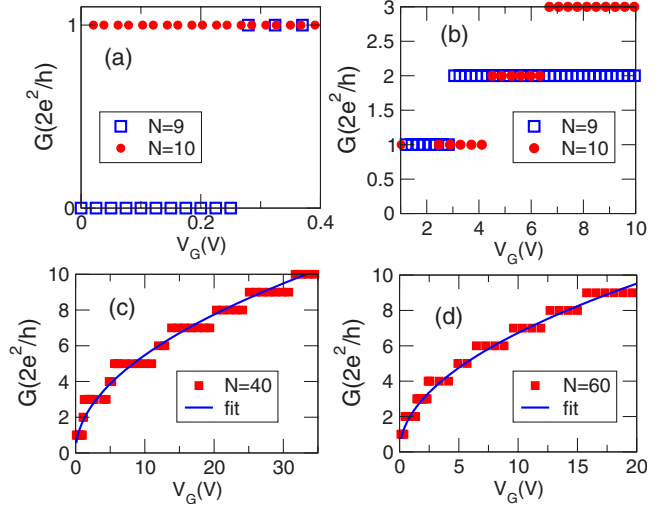 1
(a)
(b)
G(2e²/h)
N=9
N=10
0
0 0.2 0.4
V_G(V)
3
2.5
2
1.5
1
0.5
0
G(2e²/h)
N=9
N=10
2 4 6 8 10
V_G(V)
10
8
6
4
2
0
G(2e²/h)
(c)
N=40
fit
0 10 20 30
V_G(V)
10
8
6
4
2
0
G(2e²/h)
(d)
N=60
fit
0 5 10 15 20
V_G(V)